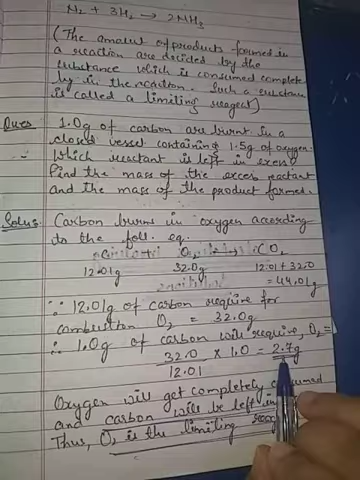 N₂ + 3H₂ → 2NH₃
(The amount of products formed in
a reaction are decided by the
substance which is consumed complete
ly in the reaction. Such a substance
is called a limiting reagent)
Ques 1.0g of carbon are burnt in a
closed vessel containing 1.5g of oxygen.
Which reactant is left in excess
Find the mass of the excess reactant
and the mass of the product formed.
Soln. Carbon burns in oxygen according
to the foll. eq.
O₂ → CO₂
12.01g 32.0g 12.01 + 32.0
= 44.01g
∵ 12.01g of carbon require for
combustion O₂ = 32.0g
∴ 1.0g of carbon will require, O₂ =
32.0 / 12.01 × 1.0 = 2.7g
Oxygen will get completely consumed
and carbon will be left in
Thus, O₂ is the limiting